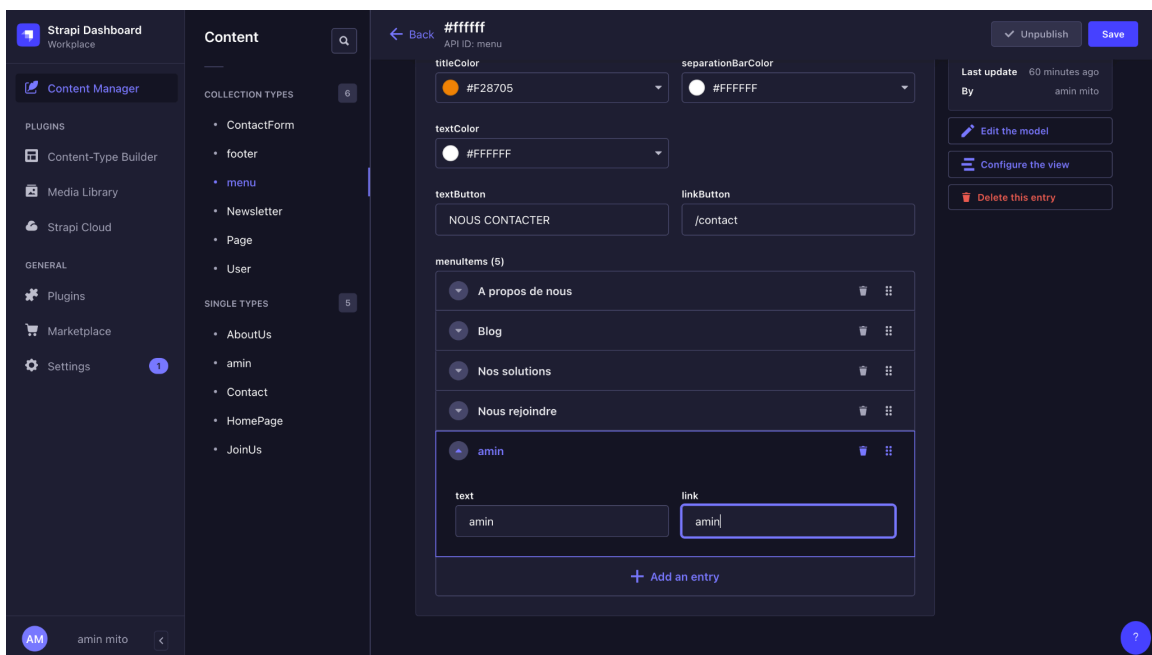 Strapi Dashboard
Workplace
Content Manager
PLUGINS
Content-Type Builder
Media Library
Strapi Cloud
GENERAL
Plugins
Marketplace
Settings 1
AM amin mito
Content
COLLECTION TYPES 6
ContactForm
footer
menu
Newsletter
Page
User
SINGLE TYPES 5
AboutUs
amin
Contact
HomePage
JoinUs
Back
#ffffff
API ID: menu
Unpublish Save
titleColor separationBarColor
#F28705 #FFFFFF
textColor
#FFFFFF
textButton linkButton
NOUS CONTACTER /contact
menuItems (5)
A propos de nous
Blog
Nos solutions
Nous rejoindre
amin
text link
amin amin
Add an entry
Last update 60 minutes ago
By amin mito
Edit the model
Configure the view
Delete this entry
?